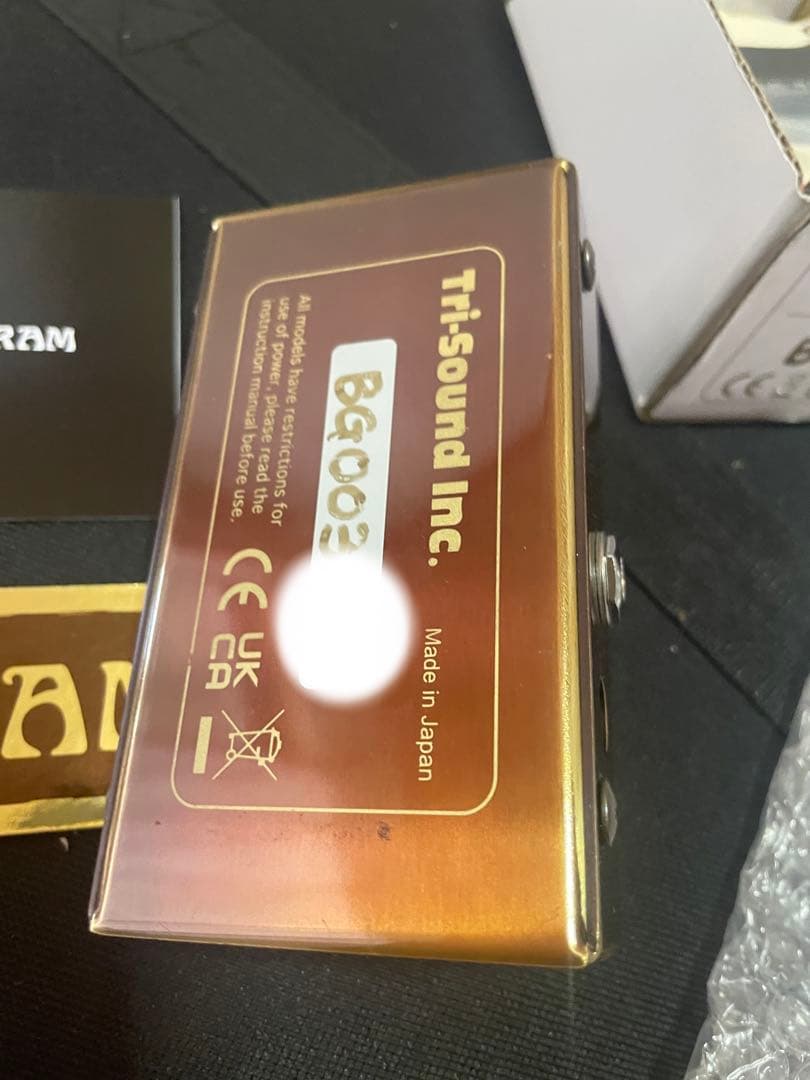 Tri-Sound Inc.
Made in Japan
BG003
All models have restrictions for
use of power, please read the
instruction manual before use.
CE
UK
CA
RAM